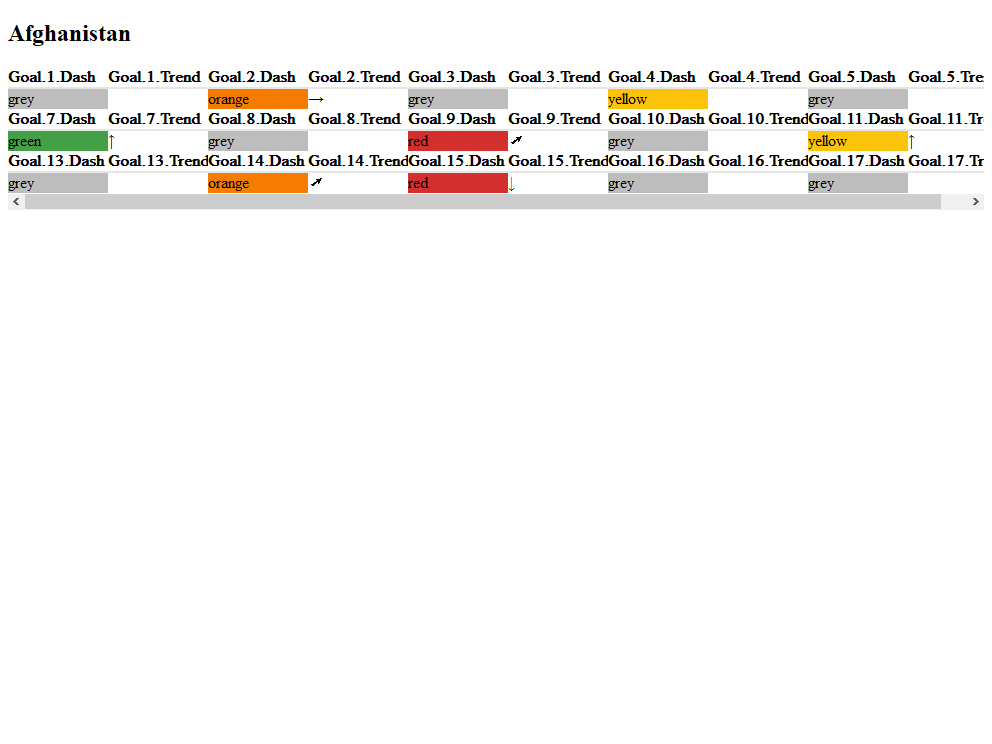 Afghanistan
Goal.1.Dash Goal.1.Trend Goal.2.Dash Goal.2.Trend Goal.3.Dash Goal.3.Trend Goal.4.Dash Goal.4.Trend Goal.5.Dash Goal.5.Tre
grey orange → grey yellow grey
Goal.7.Dash Goal.7.Trend Goal.8.Dash Goal.8.Trend Goal.9.Dash Goal.9.Trend Goal.10.Dash Goal.10.Trend Goal.11.Dash Goal.11.Tr
green ↑ grey red ➚ grey yellow ↑
Goal.13.Dash Goal.13.Trend Goal.14.Dash Goal.14.Trend Goal.15.Dash Goal.15.Trend Goal.16.Dash Goal.16.Trend Goal.17.Dash Goal.17.Tr
grey orange ➚ red ↓ grey grey